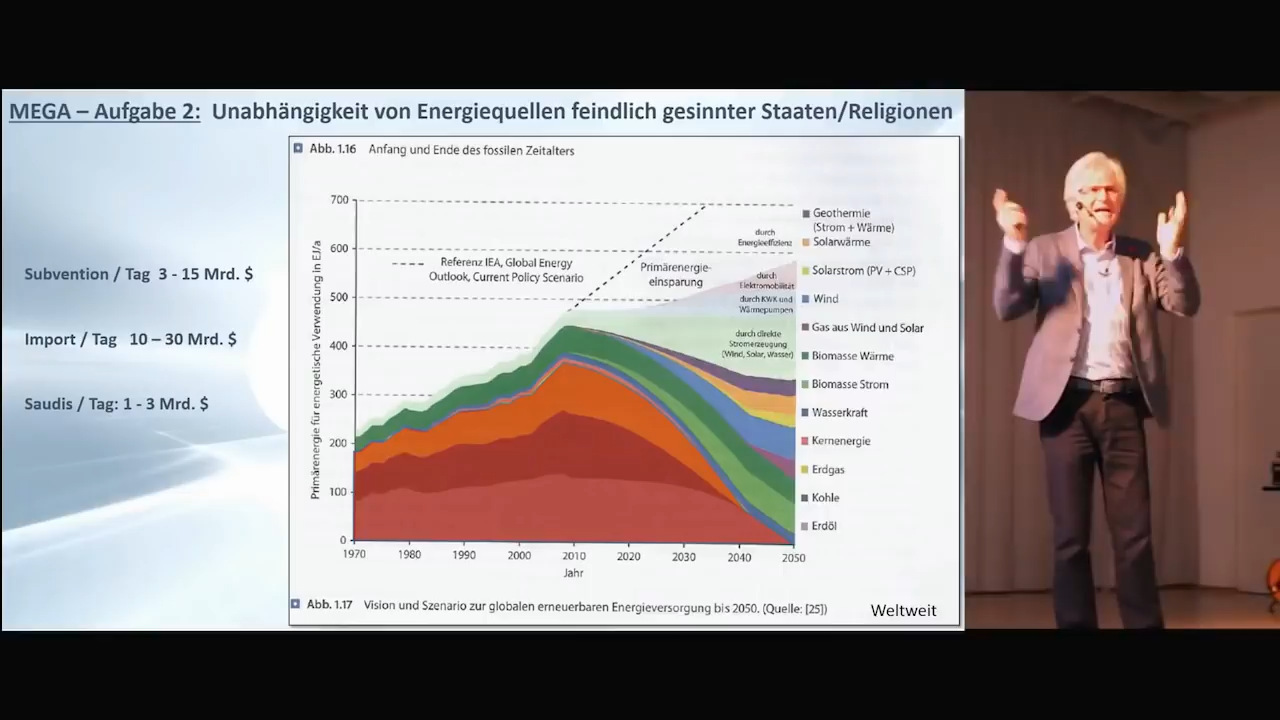 MEGA – Aufgabe 2: Unabhängigkeit von Energiequellen feindlich gesinnter Staaten/Religionen
Subvention / Tag 3 - 15 Mrd. $
Import / Tag 10 – 30 Mrd. $
Saudis / Tag: 1 - 3 Mrd. $
Abb. 1.16 Anfang und Ende des fossilen Zeitalters
Primärenergie für energetische Verwendung in EJ/a
700
600
500
400
300
200
100
0
Referenz IEA, Global Energy
Outlook, Current Policy Scenario
Primärenergie-
einsparung
durch
Energieeffizienz
durch
Elektromobilität
durch KWK und
Wärmepumpen
durch direkte
Stromerzeugung
(Wind, Solar, Wasser)
Geothermie
(Strom + Wärme)
Solarwärme
Solarstrom (PV + CSP)
Wind
Gas aus Wind und Solar
Biomasse Wärme
Biomasse Strom
Wasserkraft
Kernenergie
Erdgas
Kohle
Erdöl
1970 1980 1990 2000 2010 2020 2030 2040 2050
Jahr
Abb. 1.17 Vision und Szenario zur globalen erneuerbaren Energieversorgung bis 2050. (Quelle: [25])
Weltweit